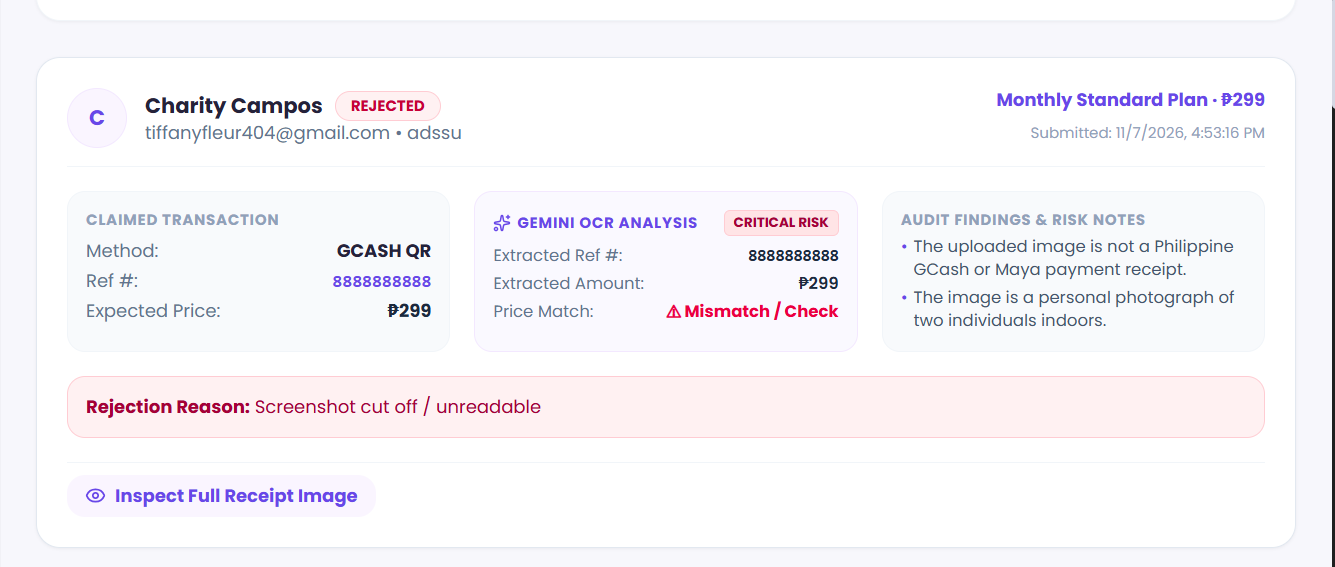 C
Charity Campos REJECTED
tiffanyfleur404@gmail.com • adssu
Monthly Standard Plan · ₱299
Submitted: 11/7/2026, 4:53:16 PM
CLAIMED TRANSACTION
Method: GCASH QR
Ref #: 8888888888
Expected Price: ₱299
GEMINI OCR ANALYSIS CRITICAL RISK
Extracted Ref #: 8888888888
Extracted Amount: ₱299
Price Match: ⚠ Mismatch / Check
AUDIT FINDINGS & RISK NOTES
• The uploaded image is not a Philippine
GCash or Maya payment receipt.
• The image is a personal photograph of
two individuals indoors.
Rejection Reason: Screenshot cut off / unreadable
Inspect Full Receipt Image